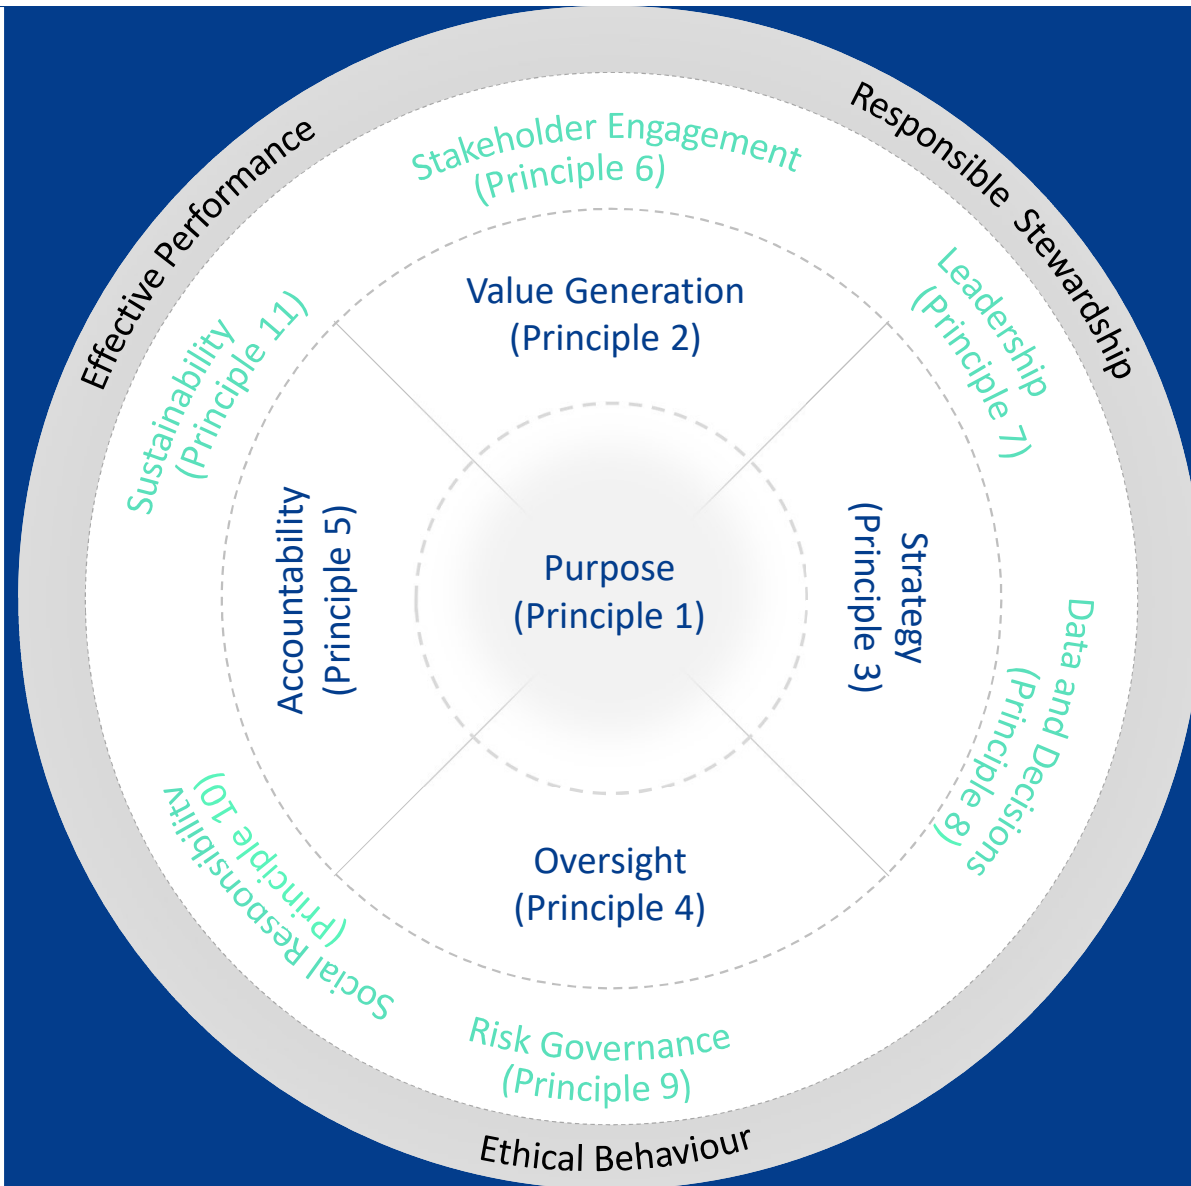 Effective Performance
Responsible Stewardship
Ethical Behaviour
Stakeholder Engagement
(Principle 6)
Leadership
(Principle 7)
Data and Decisions
(Principle 8)
Risk Governance
(Principle 9)
Social Responsibility
(Principle 10)
Sustainability
(Principle 11)
Value Generation
(Principle 2)
Strategy
(Principle 3)
Oversight
(Principle 4)
Accountability
(Principle 5)
Purpose
(Principle 1)